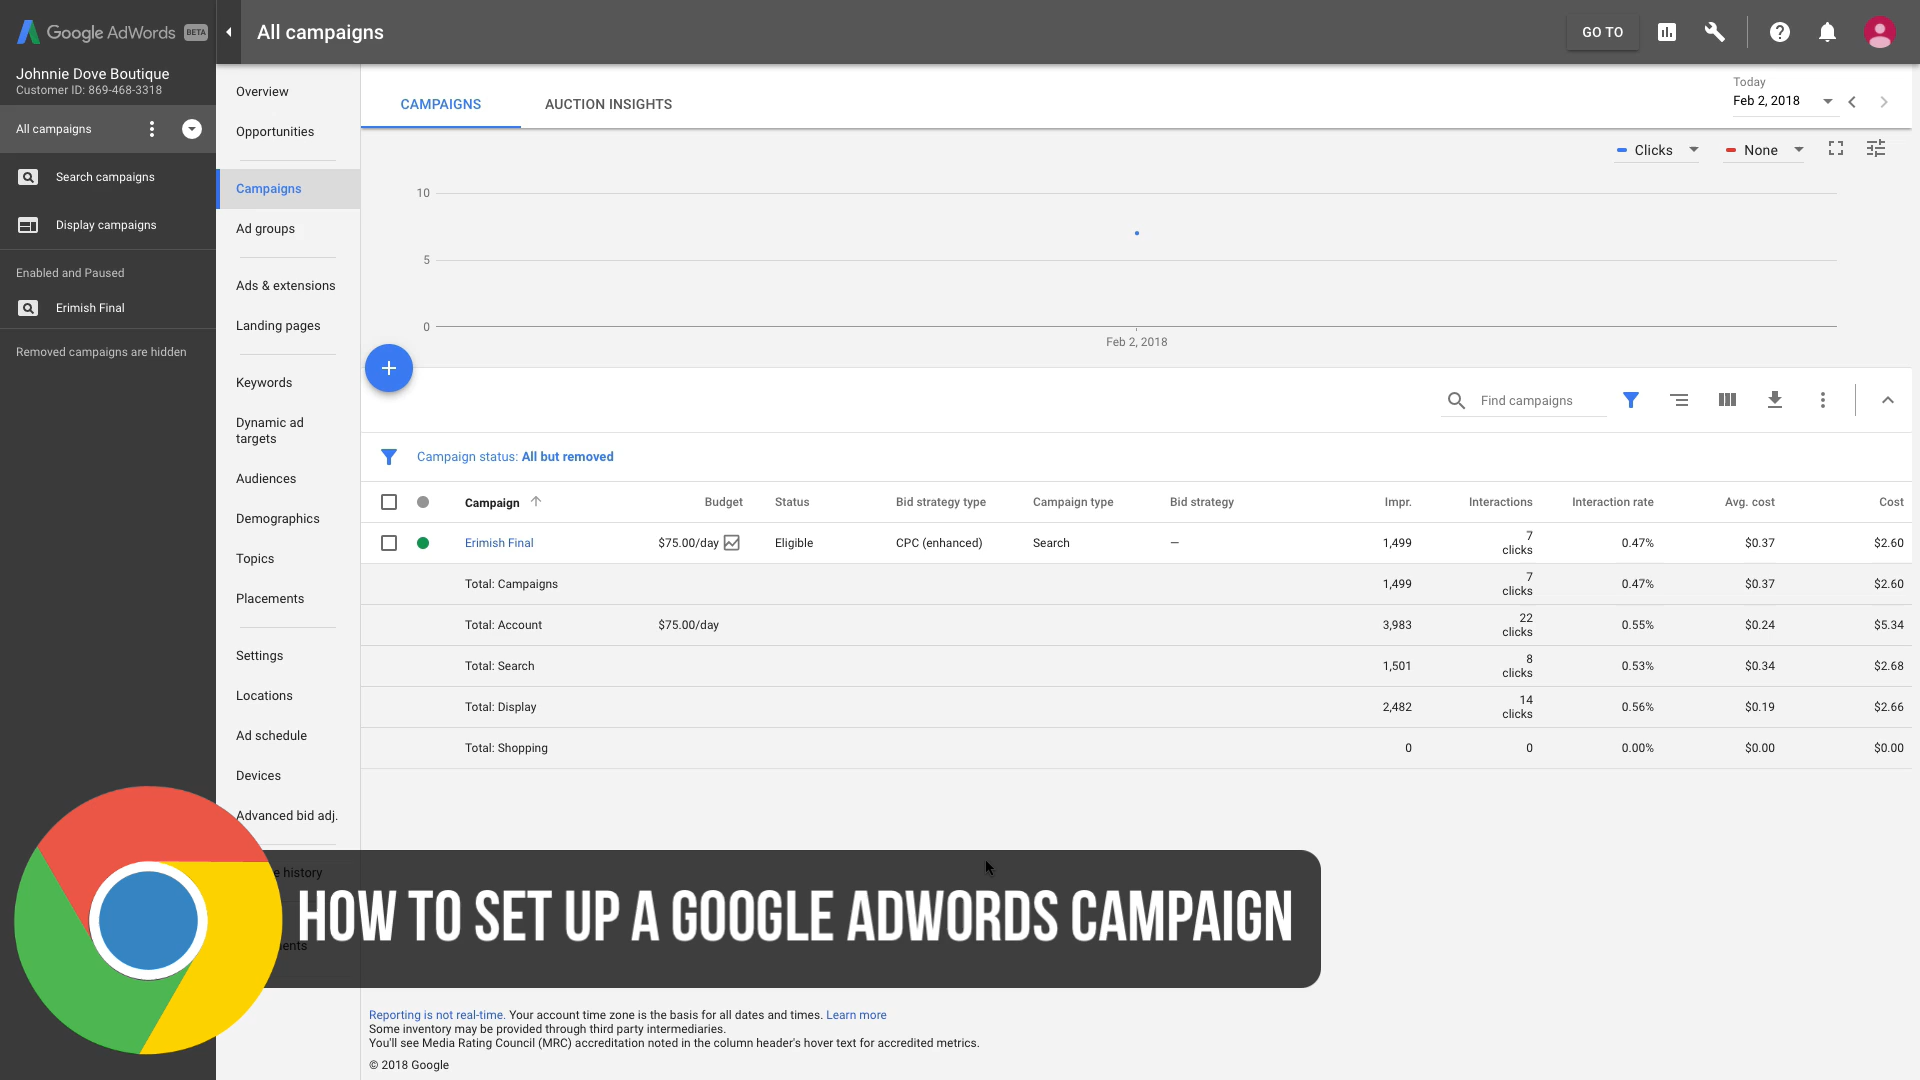 Google AdWords BETA
All campaigns
GO TO
Johnnie Dove Boutique
Customer ID: 869-468-3318
All campaigns
Search campaigns
Display campaigns
Enabled and Paused
Erimish Final
Removed campaigns are hidden
Overview
Opportunities
Campaigns
Ad groups
Ads & extensions
Landing pages
Keywords
Dynamic ad
targets
Audiences
Demographics
Topics
Placements
Settings
Locations
Ad schedule
Devices
Advanced bid adj.
history
CAMPAIGNS AUCTION INSIGHTS
Today
Feb 2, 2018
Clicks None
10
5
0
Feb 2, 2018
Find campaigns
Campaign status: All but removed
Campaign Budget Status Bid strategy type Campaign type Bid strategy Impr. Interactions Interaction rate Avg. cost Cost
Erimish Final $75.00/day Eligible CPC (enhanced) Search — 1,499 7 clicks 0.47% $0.37 $2.60
Total: Campaigns 1,499 7 clicks 0.47% $0.37 $2.60
Total: Account $75.00/day 3,983 22 clicks 0.55% $0.24 $5.34
Total: Search 1,501 8 clicks 0.53% $0.34 $2.68
Total: Display 2,482 14 clicks 0.56% $0.19 $2.66
Total: Shopping 0 0 0.00% $0.00 $0.00
HOW TO SET UP A GOOGLE ADWORDS CAMPAIGN
Reporting is not real-time. Your account time zone is the basis for all dates and times. Learn more
Some inventory may be provided through third party intermediaries.
You'll see Media Rating Council (MRC) accreditation noted in the column header's hover text for accredited metrics.
© 2018 Google